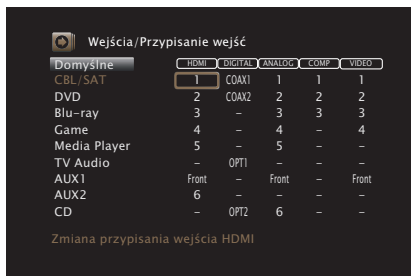 Wejścia/Przypisanie wejść
Domyślne HDMI DIGITAL ANALOG COMP VIDEO
CBL/SAT 1 COAX1 1 1 1
DVD 2 COAX2 2 2 2
Blu-ray 3 – 3 3 3
Game 4 – 4 – 4
Media Player 5 – 5 – –
TV Audio – OPT1 – – –
AUX1 Front – Front – Front
AUX2 6 – – – –
CD – OPT2 6 – –
Zmiana przypisania wejścia HDMI